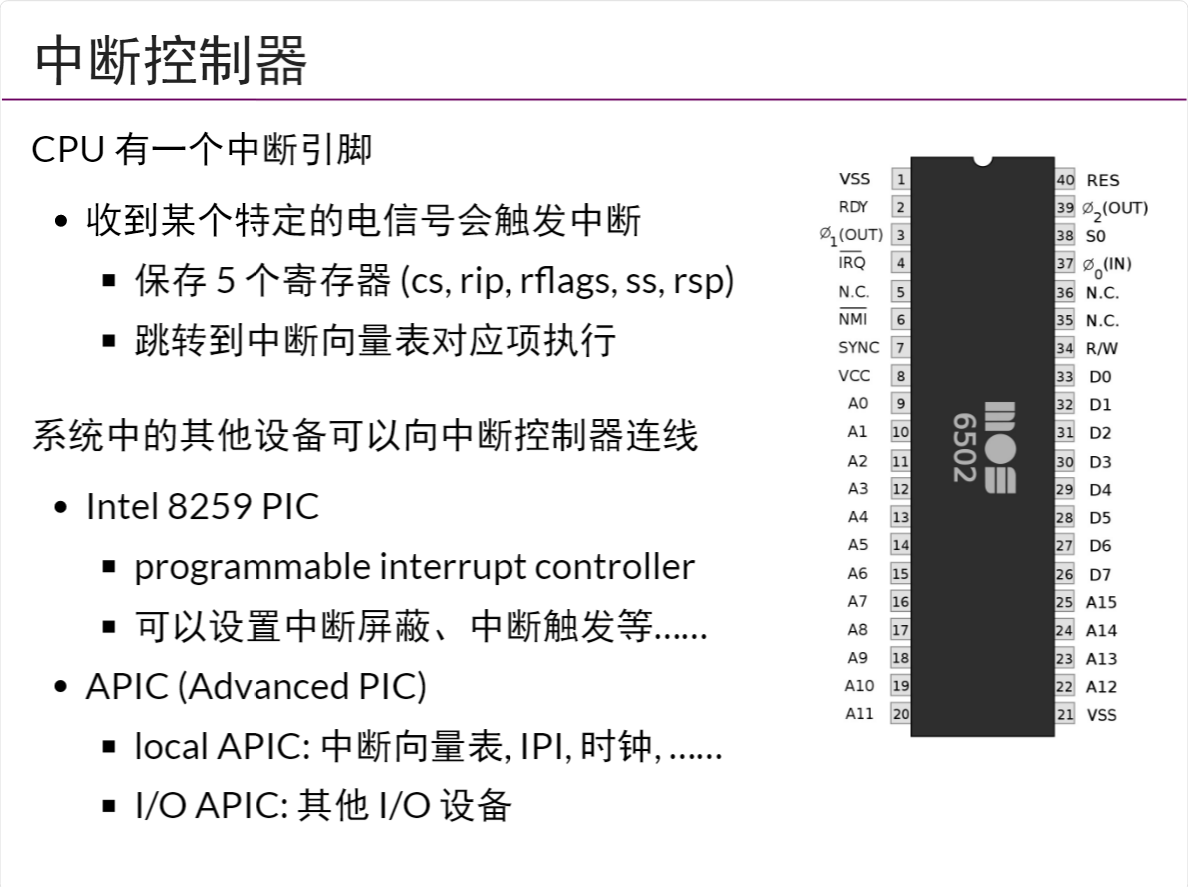 中断控制器
CPU 有一个中断引脚
• 收到某个特定的电信号会触发中断
▪ 保存 5 个寄存器 (cs, rip, rflags, ss, rsp)
▪ 跳转到中断向量表对应项执行
系统中的其他设备可以向中断控制器连线
• Intel 8259 PIC
▪ programmable interrupt controller
▪ 可以设置中断屏蔽、中断触发等……
• APIC (Advanced PIC)
▪ local APIC: 中断向量表, IPI, 时钟, ……
▪ I/O APIC: 其他 I/O 设备
VSS 1 40 RES
RDY 2 39 ∅2(OUT)
∅1(OUT) 3 38 S0
I̅R̅Q̅ 4 37 ∅0(IN)
N.C. 5 36 N.C.
N̅M̅I̅ 6 35 N.C.
SYNC 7 34 R/W
VCC 8 33 D0
A0 9 32 D1
A1 10 31 D2
A2 11 30 D3
A3 12 29 D4
A4 13 28 D5
A5 14 27 D6
A6 15 26 D7
A7 16 25 A15
A8 17 24 A14
A9 18 23 A13
A10 19 22 A12
A11 20 21 VSS
mos
6502